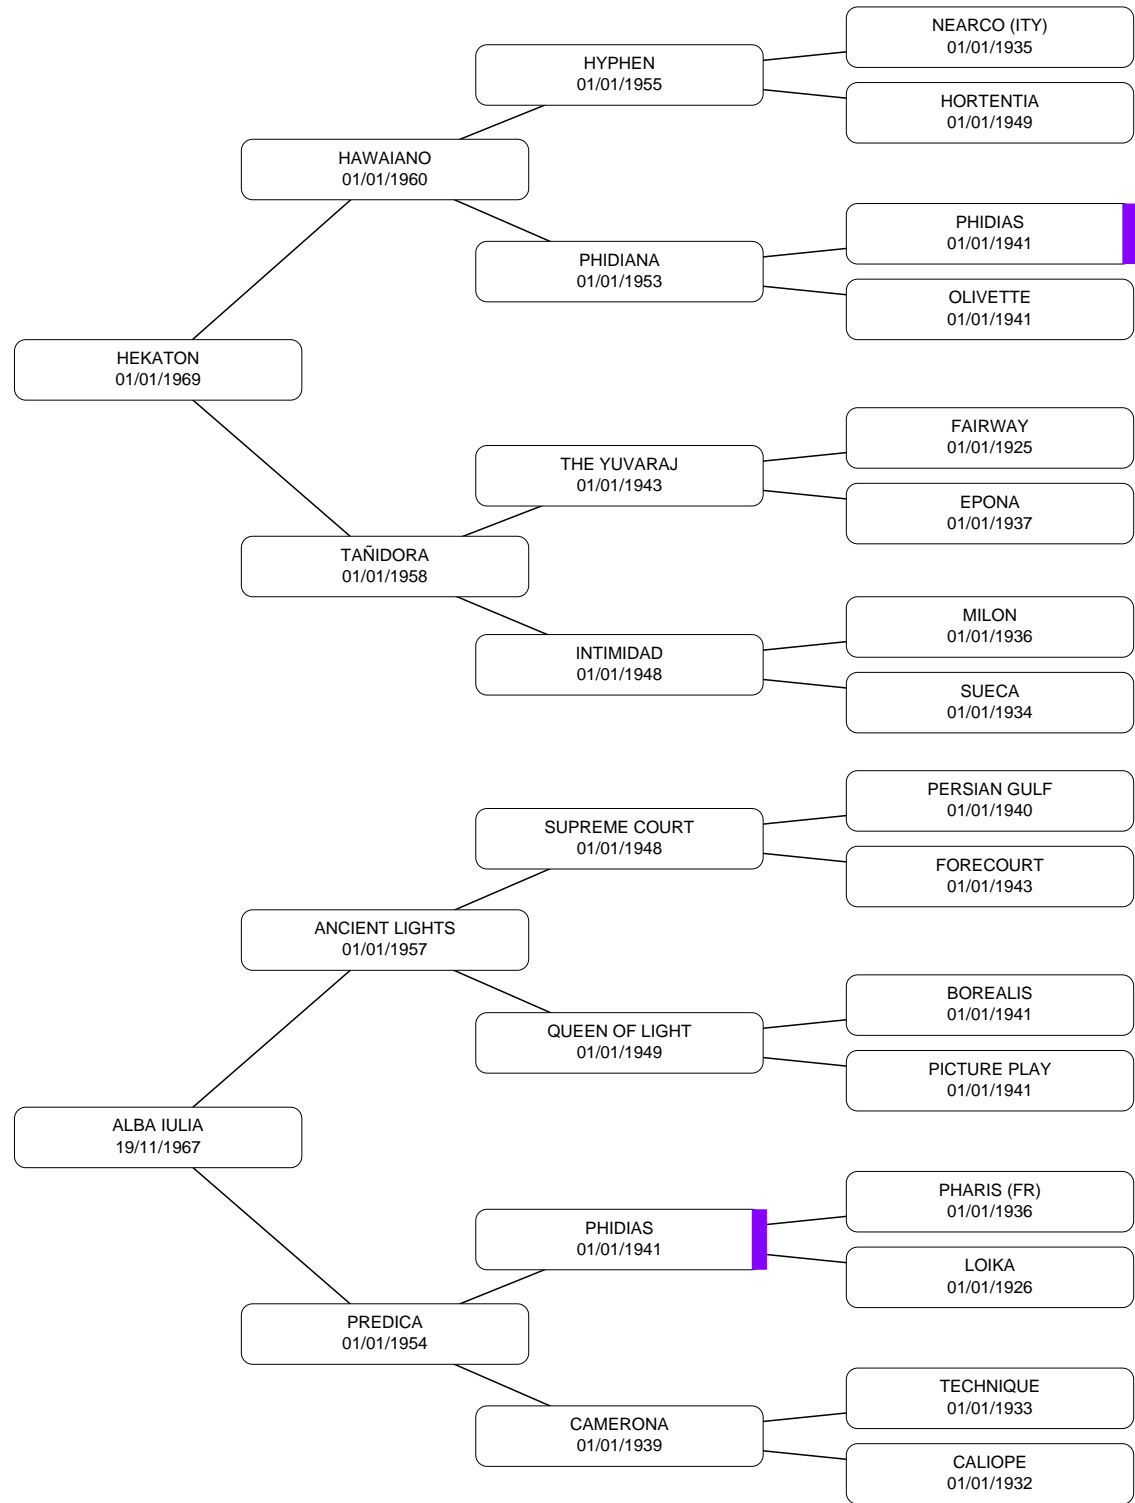 NEARCO (ITY)
01/01/1935
HYPHEN
01/01/1955
HORTENTIA
01/01/1949
HAWAIANO
01/01/1960
PHIDIAS
01/01/1941
PHIDIANA
01/01/1953
OLIVETTE
01/01/1941
HEKATON
01/01/1969
FAIRWAY
01/01/1925
THE YUVARAJ
01/01/1943
EPONA
01/01/1937
TAÑIDORA
01/01/1958
MILON
01/01/1936
INTIMIDAD
01/01/1948
SUECA
01/01/1934
PERSIAN GULF
01/01/1940
SUPREME COURT
01/01/1948
FORECOURT
01/01/1943
ANCIENT LIGHTS
01/01/1957
BOREALIS
01/01/1941
QUEEN OF LIGHT
01/01/1949
PICTURE PLAY
01/01/1941
ALBA IULIA
19/11/1967
PHARIS (FR)
01/01/1936
PHIDIAS
01/01/1941
LOIKA
01/01/1926
PREDICA
01/01/1954
TECHNIQUE
01/01/1933
CAMERONA
01/01/1939
CALIOPE
01/01/1932